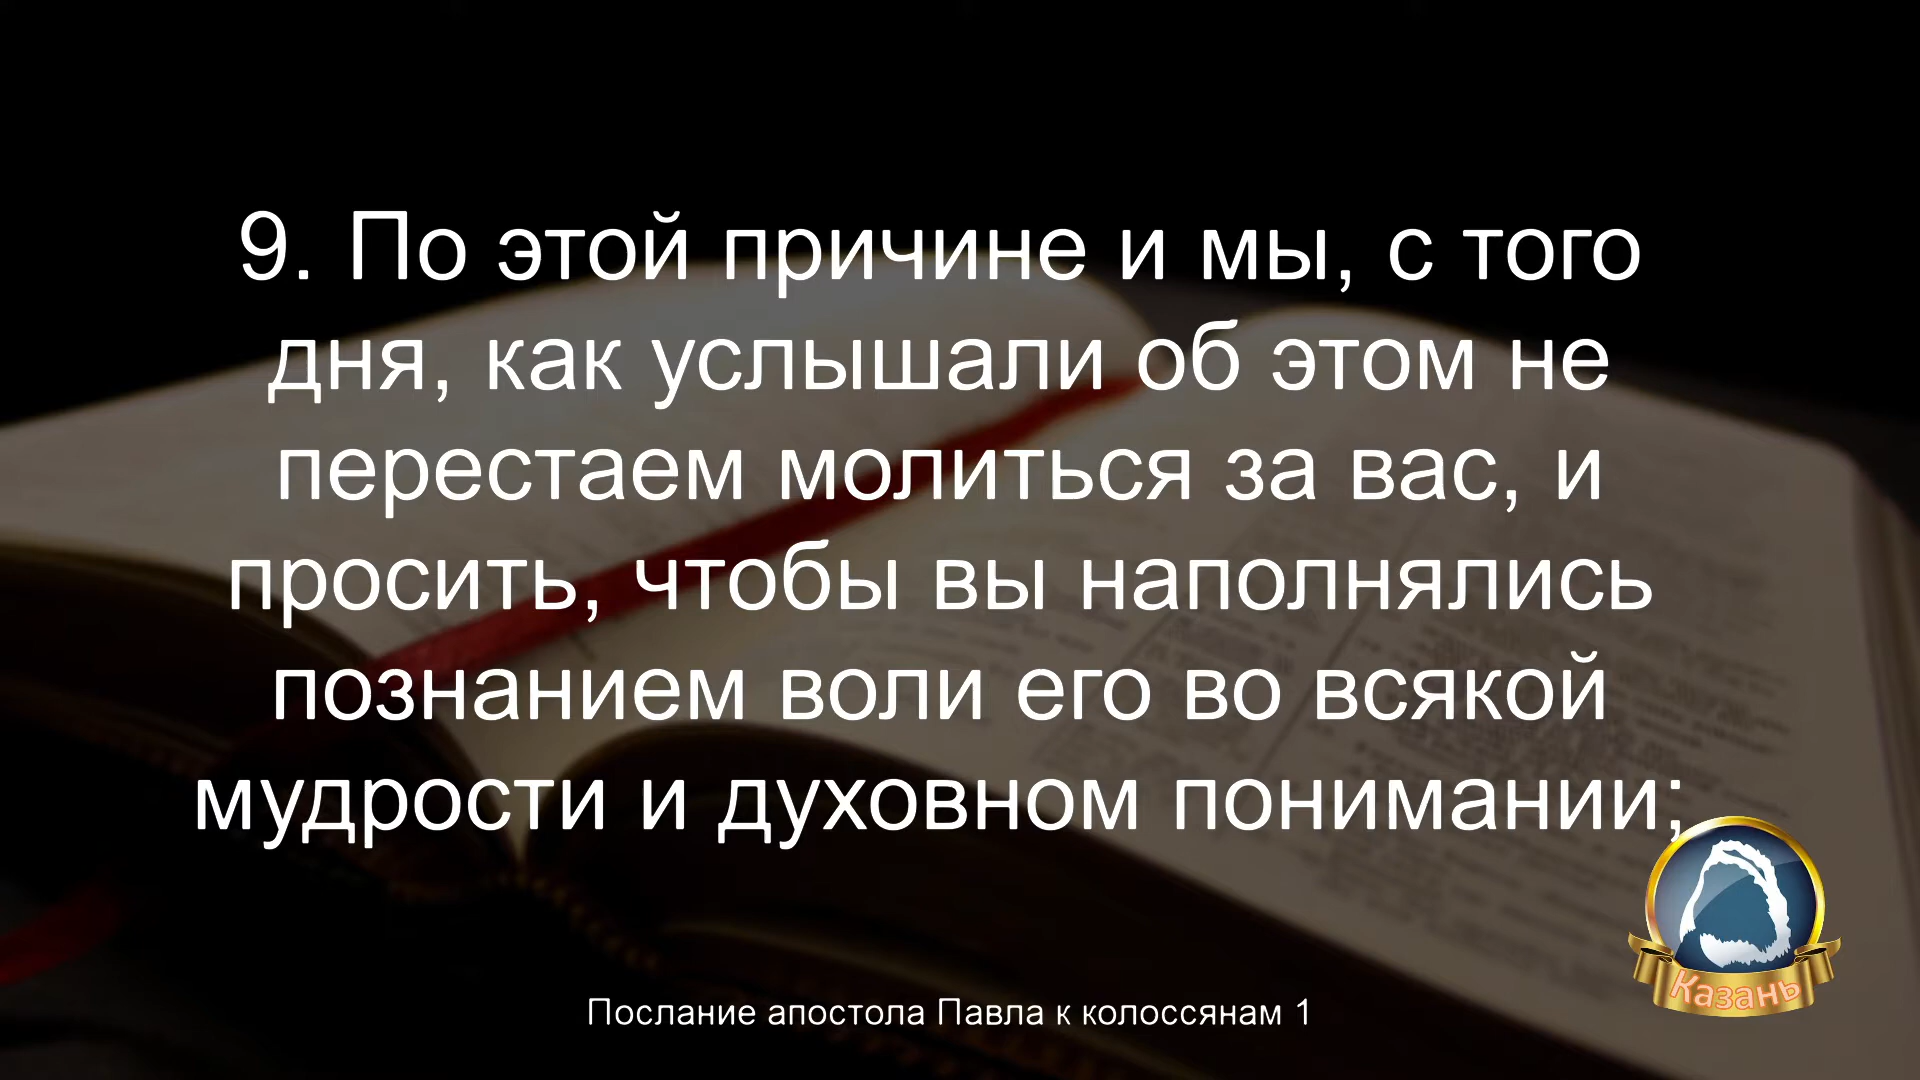 9. По этой причине и мы, с того
дня, как услышали об этом не
перестаем молиться за вас, и
просить, чтобы вы наполнялись
познанием воли его во всякой
мудрости и духовном понимании;
Казань
Послание апостола Павла к колоссянам 1